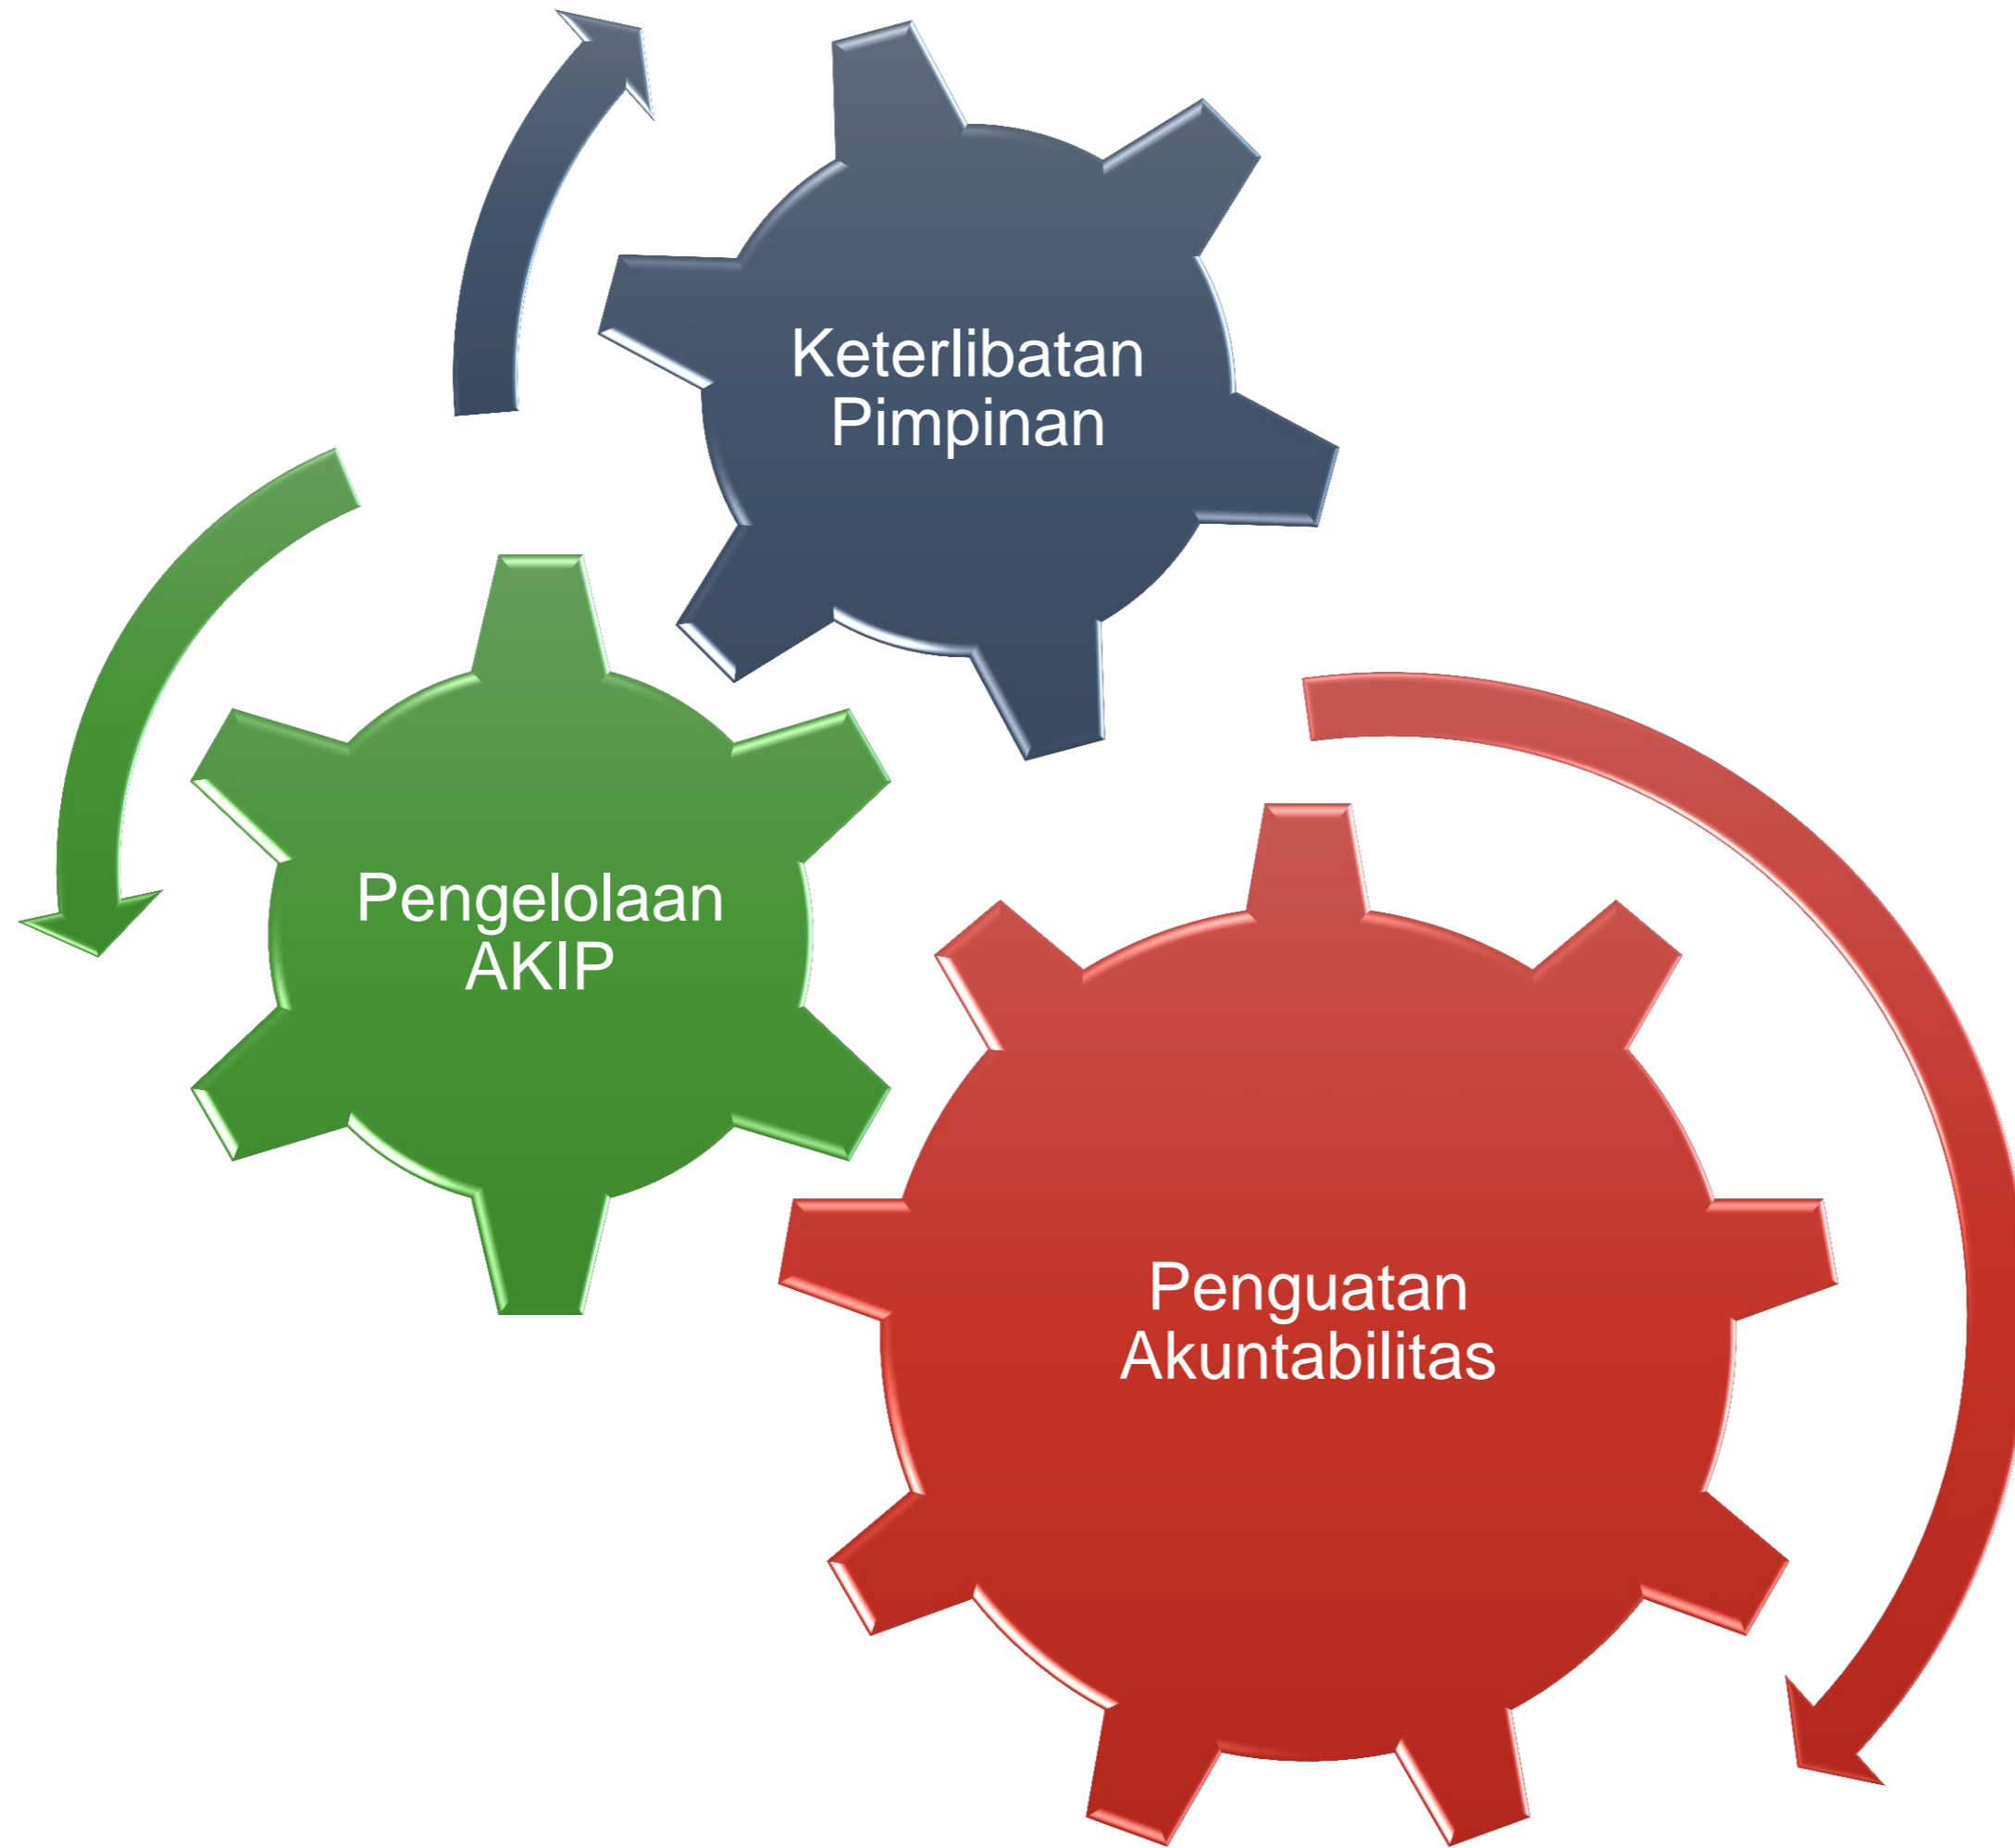 Keterlibatan
Pimpinan
Pengelolaan
AKIP
Penguatan
Akuntabilitas